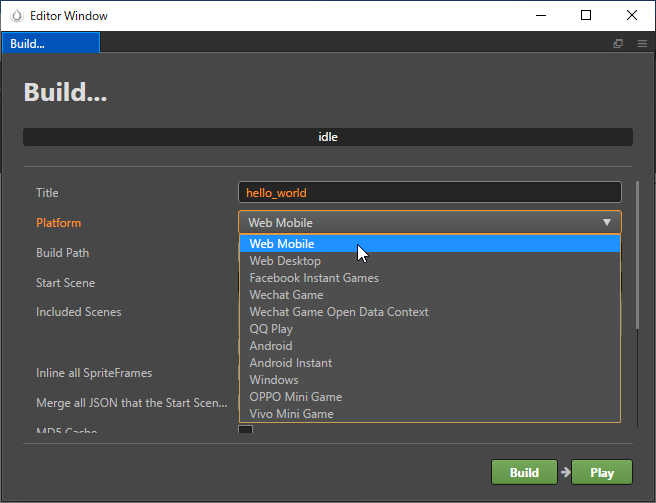 Editor Window
Build...
Build...
idle
Title
hello_world
Platform
Web Mobile
Web Mobile
Build Path
Web Desktop
Facebook Instant Games
Start Scene
Wechat Game
Included Scenes
Wechat Game Open Data Context
QQ Play
Android
Android Instant
Inline all SpriteFrames
Windows
Merge all JSON that the Start Scen...
OPPO Mini Game
Vivo Mini Game
MD5 Cache
Build
Play